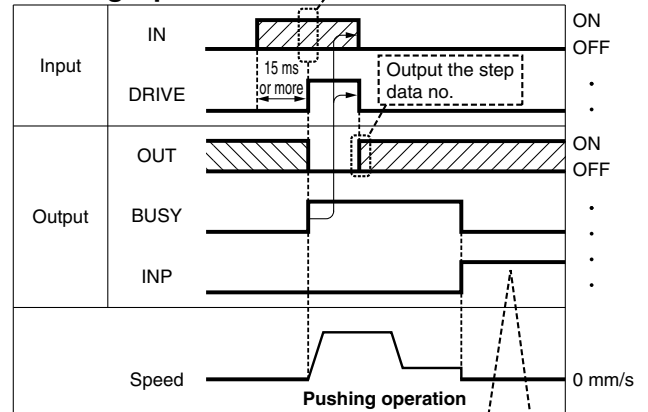 IN
ON
OFF
Input
15 ms
or more
Output the step
data no.
DRIVE
OUT
ON
OFF
Output
BUSY
INP
Speed
0 mm/s
Pushing operation